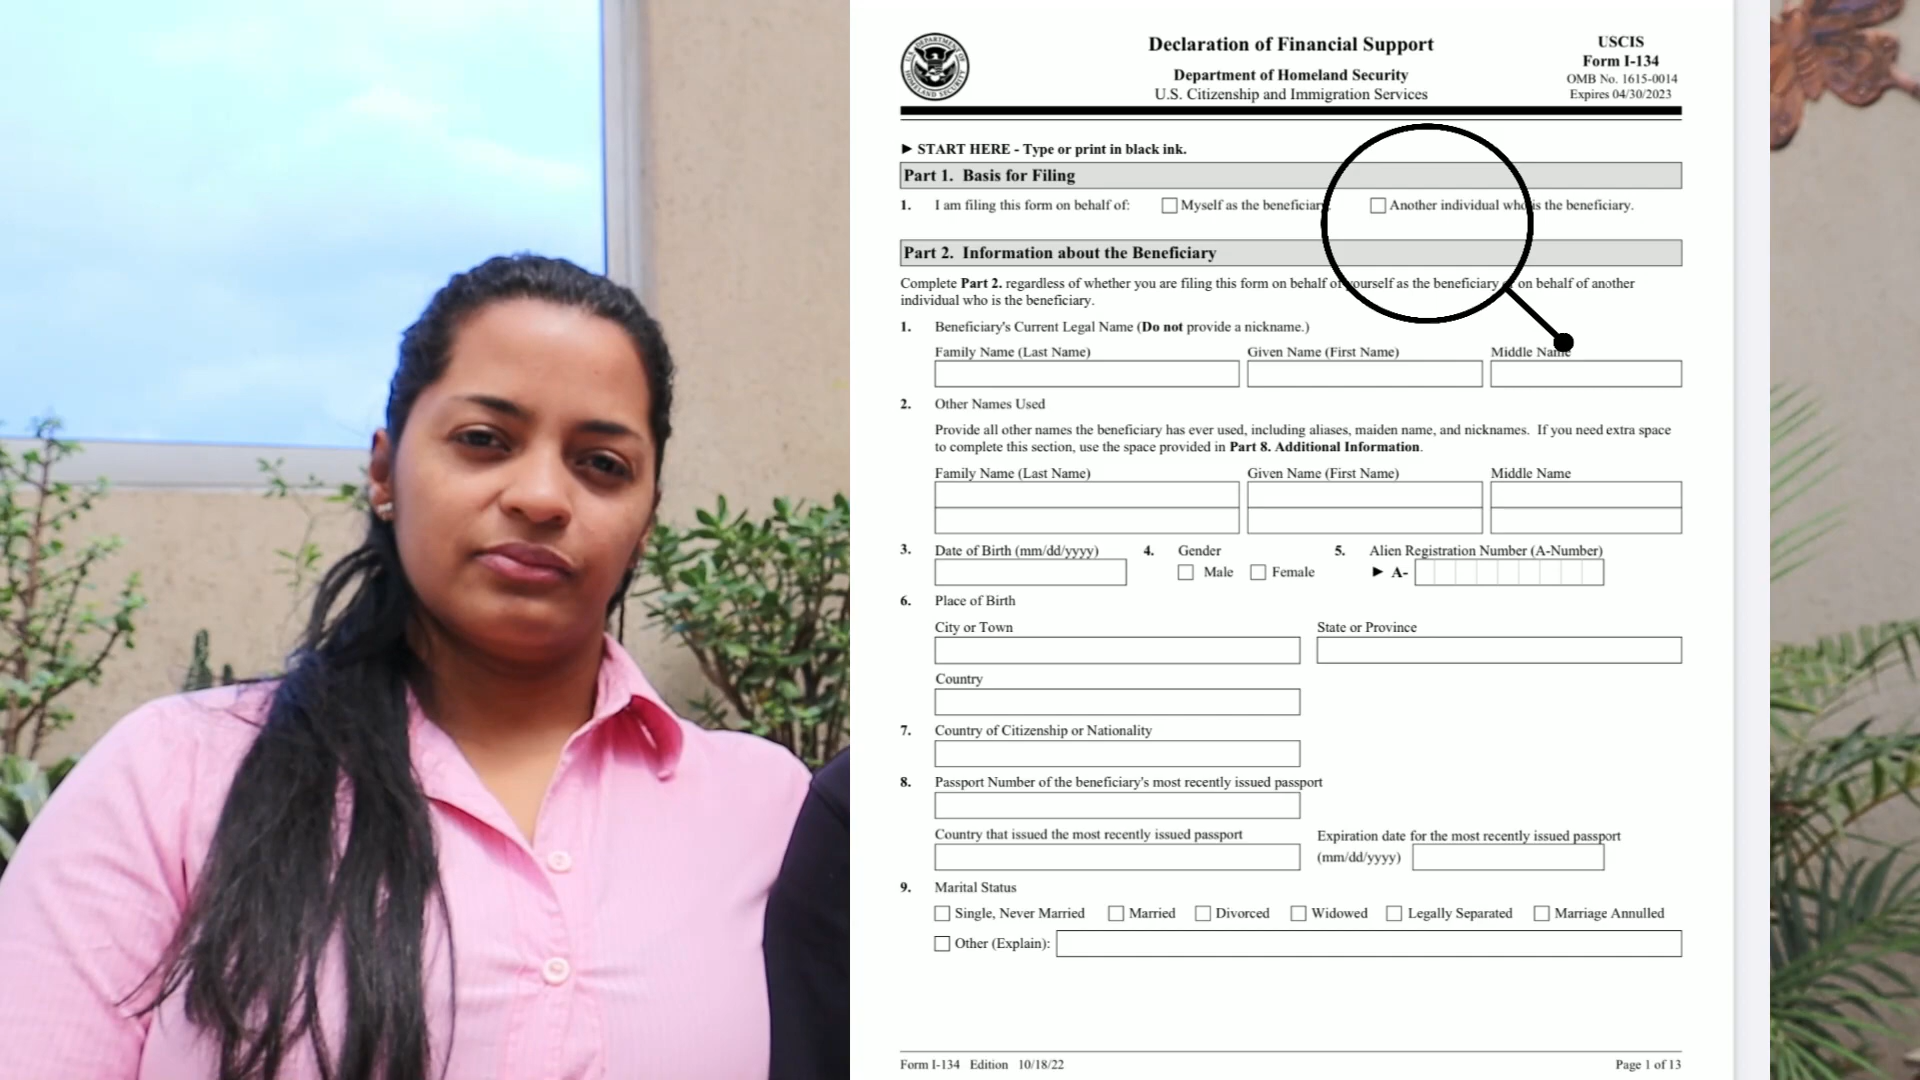 Declaration of Financial Support
Department of Homeland Security
U.S. Citizenship and Immigration Services
USCIS
Form I-134
OMB No. 1615-0014
Expires 04/30/2023
► START HERE - Type or print in black ink.
Part 1. Basis for Filing
1. I am filing this form on behalf of: Myself as the beneficiary. Another individual who is the beneficiary.
Part 2. Information about the Beneficiary
Complete Part 2. regardless of whether you are filing this form on behalf of yourself as the beneficiary or on behalf of another
individual who is the beneficiary.
1. Beneficiary's Current Legal Name (Do not provide a nickname.)
Family Name (Last Name) Given Name (First Name) Middle Name
2. Other Names Used
Provide all other names the beneficiary has ever used, including aliases, maiden name, and nicknames. If you need extra space
to complete this section, use the space provided in Part 8. Additional Information.
Family Name (Last Name) Given Name (First Name) Middle Name
3. Date of Birth (mm/dd/yyyy) 4. Gender 5. Alien Registration Number (A-Number)
Male Female ► A-
6. Place of Birth
City or Town State or Province
Country
7. Country of Citizenship or Nationality
8. Passport Number of the beneficiary's most recently issued passport
Country that issued the most recently issued passport Expiration date for the most recently issued passport
(mm/dd/yyyy)
9. Marital Status
Single, Never Married Married Divorced Widowed Legally Separated Marriage Annulled
Other (Explain):
Form I-134 Edition 10/18/22 Page 1 of 13